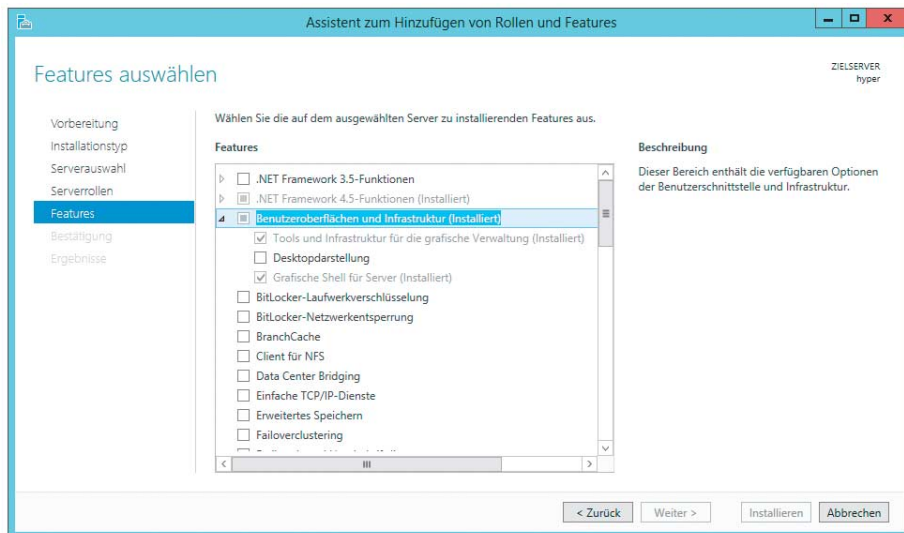 Assistent zum Hinzufügen von Rollen und Features
Features auswählen
ZIELSERVER
hyper
Vorbereitung
Installationstyp
Serverauswahl
Serverrollen
Features
Bestätigung
Ergebnisse
Wählen Sie die auf dem ausgewählten Server zu installierenden Features aus.
Features
.NET Framework 3.5-Funktionen
.NET Framework 4.5-Funktionen (Installiert)
Benutzeroberflächen und Infrastruktur (Installiert)
Tools und Infrastruktur für die grafische Verwaltung (Installiert)
Desktopdarstellung
Grafische Shell für Server (Installiert)
BitLocker-Laufwerkverschlüsselung
BitLocker-Netzwerkentsperrung
BranchCache
Client für NFS
Data Center Bridging
Einfache TCP/IP-Dienste
Erweitertes Speichern
Failoverclustering
Beschreibung
Dieser Bereich enthält die verfügbaren Optionen
der Benutzerschnittstelle und Infrastruktur.
< Zurück
Weiter >
Installieren
Abbrechen